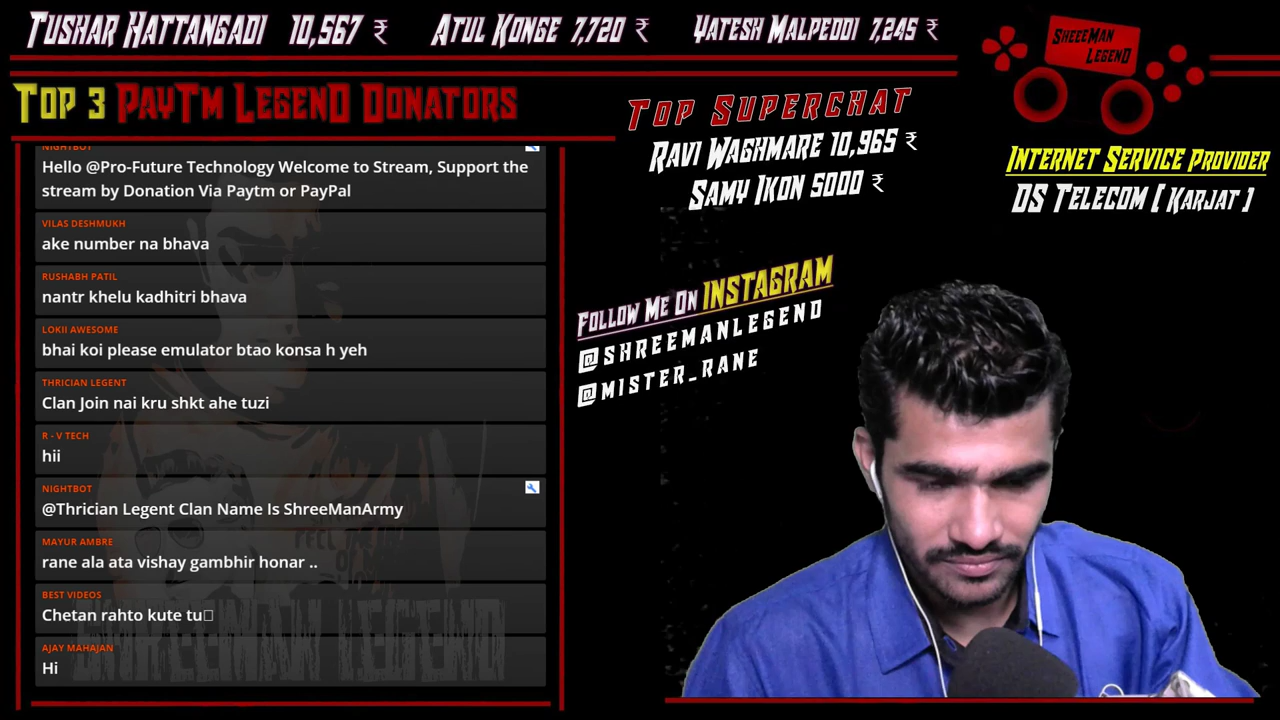 Tushar Hattangadi 10,567 ₹ Atul Konge 7,720 ₹ Yatesh Malpeddi 7,245 ₹
SheeeMan
Legend
Top 3 PayTm Legend Donators
Top Superchat
Ravi Waghmare 10,965 ₹
Samy Ikon 5000 ₹
Internet Service Provider
DS Telecom [ Karjat ]
Follow Me On Instagram
@shreemanlegend
@mister_rane
NIGHTBOT
Hello @Pro-Future Technology Welcome to Stream, Support the
stream by Donation Via Paytm or PayPal
VILAS DESHMUKH
ake number na bhava
RUSHABH PATIL
nantr khelu kadhitri bhava
LOKII AWESOME
bhai koi please emulator btao konsa h yeh
THRICIAN LEGENT
Clan Join nai kru shkt ahe tuzi
R - V TECH
hii
NIGHTBOT
@Thrician Legent Clan Name Is ShreeManArmy
MAYUR AMBRE
rane ala ata vishay gambhir honar ..
BEST VIDEOS
Chetan rahto kute tu
AJAY MAHAJAN
Hi
SHREEMAN LEGEND